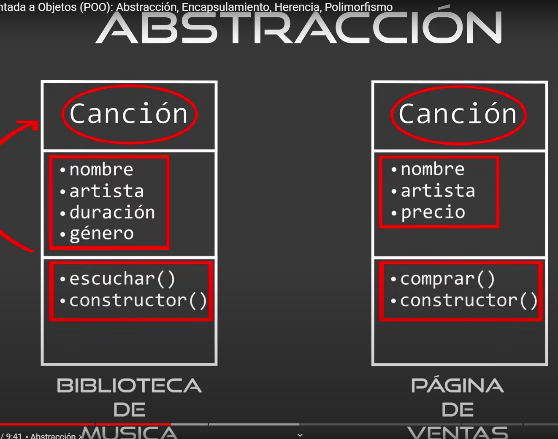 ntada a Objetos (POO): Abstracción, Encapsulamiento, Herencia, Polimorfismo
ABSTRACCIÓN
Canción
•nombre
•artista
•duración
•género
•escuchar()
•constructor()
BIBLIOTECA
DE
MÚSICA
Canción
•nombre
•artista
•precio
•comprar()
•constructor()
PÁGINA
DE
VENTAS
/ 9:41 • Abstracción